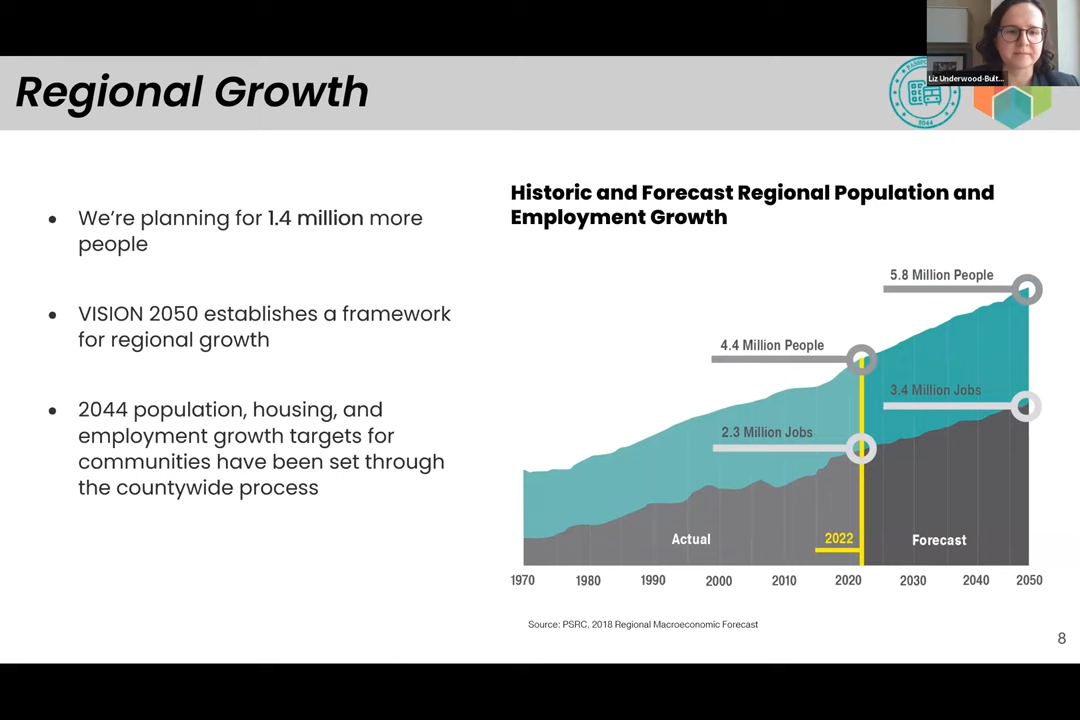 Regional Growth
Liz Underwood-Bult...
2044
• We're planning for 1.4 million more
people
• VISION 2050 establishes a framework
for regional growth
• 2044 population, housing, and
employment growth targets for
communities have been set through
the countywide process
Historic and Forecast Regional Population and
Employment Growth
5.8 Million People
4.4 Million People
3.4 Million Jobs
2.3 Million Jobs
Actual
2022
Forecast
1970 1980 1990 2000 2010 2020 2030 2040 2050
Source: PSRC, 2018 Regional Macroeconomic Forecast
8